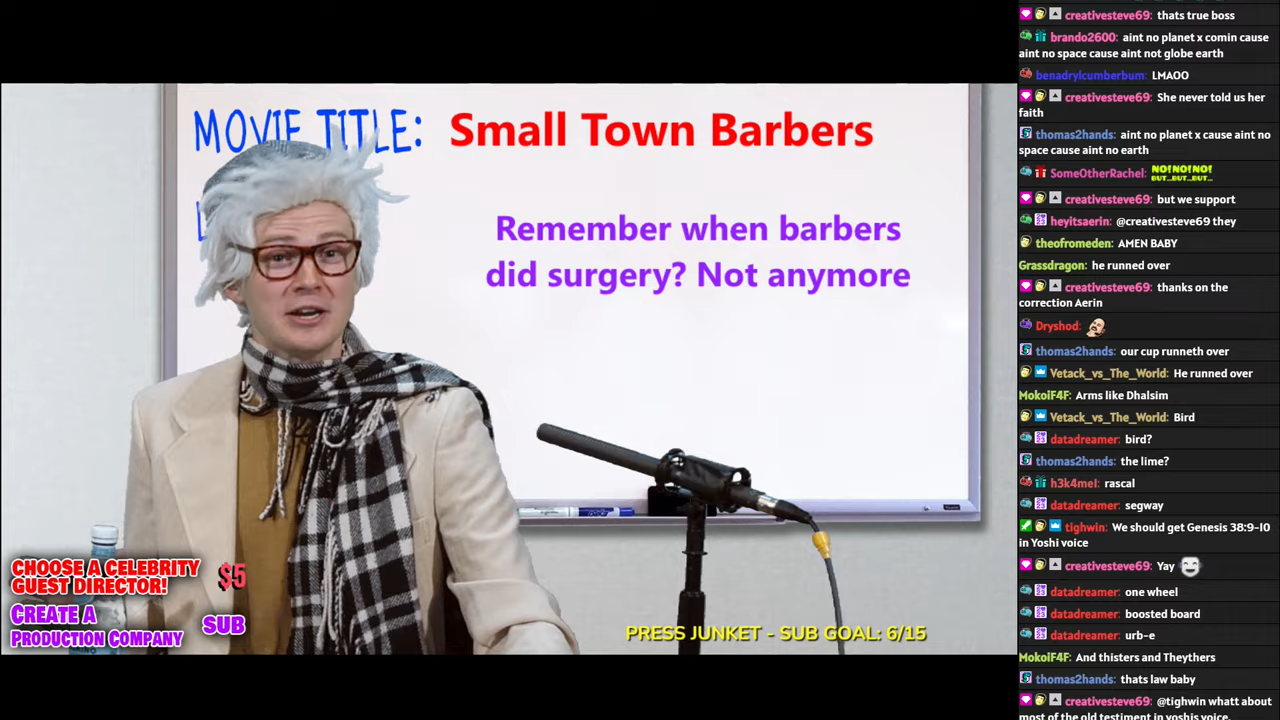 MOVIE TITLE: Small Town Barbers
L
Remember when barbers
did surgery? Not anymore
CHOOSE A CELEBRITY
GUEST DIRECTOR!
$5
CREATE A
PRODUCTION COMPANY
SUB
PRESS JUNKET - SUB GOAL: 6/15
creativesteve69: thats true boss
brando2600: aint no planet x comin cause
aint no space cause aint not globe earth
benadrylcumberbum: LMAOO
creativesteve69: She never told us her
faith
thomas2hands: aint no planet x cause aint no
space cause aint no earth
SomeOtherRachel: NO! NO! NO!
BUT... BUT... BUT...
creativesteve69: but we support
heyitsaerin: @creativesteve69 they
theofromeden: AMEN BABY
Grassdragon: he runned over
creativesteve69: thanks on the
correction Aerin
Dryshod:
thomas2hands: our cup runneth over
Vetack_vs_The_World: He runned over
MokoiF4F: Arms like Dhalsim
Vetack_vs_The_World: Bird
datadreamer: bird?
thomas2hands: the lime?
h3k4mel: rascal
datadreamer: segway
tighwin: We should get Genesis 38:9-10
in Yoshi voice
creativesteve69: Yay
datadreamer: one wheel
datadreamer: boosted board
datadreamer: urb-e
MokoiF4F: And thisters and Theythers
thomas2hands: thats law baby
creativesteve69: @tighwin whatt about
most of the old testiment in yoshis voice.